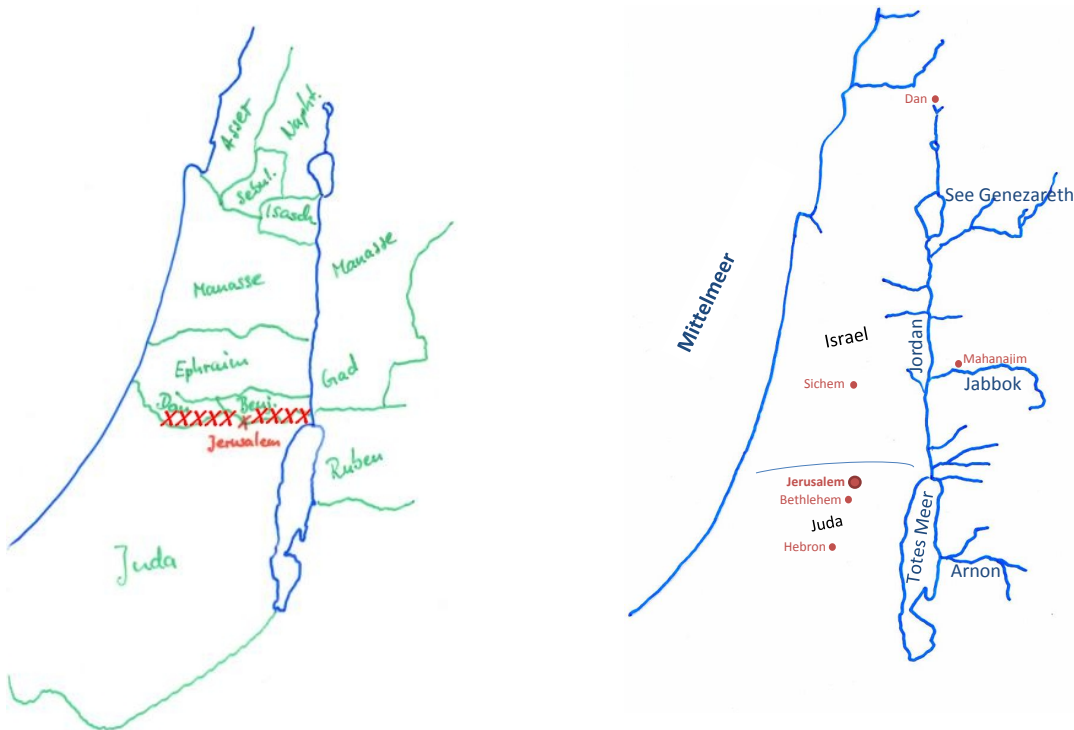 Asser
Napht.
Sebul.
Isasch
Manasse
Manasse
Ephraim
Gad
Dan
Benj.
XXXXX X XXXX
Jerusalem
Ruben
Juda
Dan
See Genezareth
Mittelmeer
Israel
Jordan
Mahanajim
Sichem
Jabbok
Jerusalem
Bethlehem
Juda
Totes Meer
Hebron
Arnon